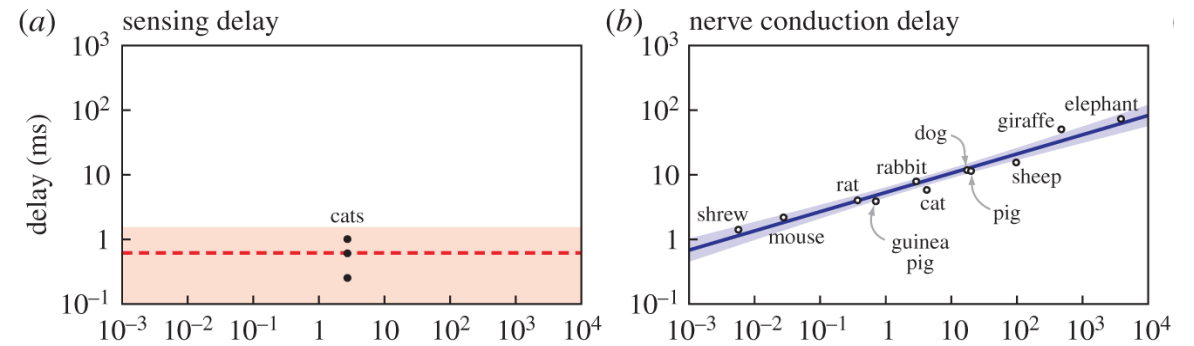 (a) sensing delay
delay (ms)
10³
10²
10
1
10⁻¹
cats
10⁻³ 10⁻² 10⁻¹ 1 10 10² 10³ 10⁴
(b) nerve conduction delay
10³
10²
10
1
10⁻¹
shrew
mouse
rat
guinea
pig
rabbit
cat
dog
pig
giraffe
sheep
elephant
10⁻³ 10⁻² 10⁻¹ 1 10 10² 10³ 10⁴